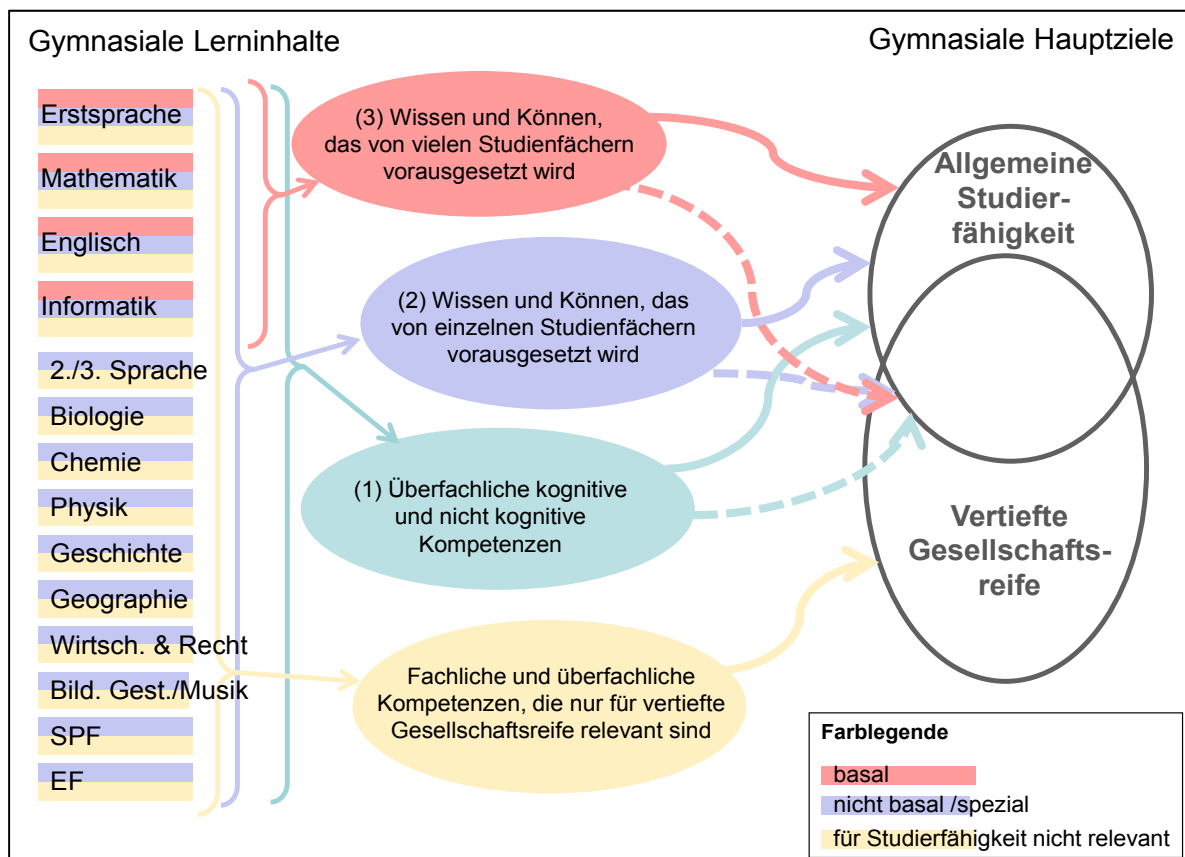 Gymnasiale Lerninhalte
Gymnasiale Hauptziele
Erstsprache
Mathematik
Englisch
Informatik
2./3. Sprache
Biologie
Chemie
Physik
Geschichte
Geographie
Wirtsch. & Recht
Bild. Gest./Musik
SPF
EF
(3) Wissen und Können,
das von vielen Studienfächern
vorausgesetzt wird
(2) Wissen und Können, das
von einzelnen Studienfächern
vorausgesetzt wird
(1) Überfachliche kognitive
und nicht kognitive
Kompetenzen
Fachliche und überfachliche
Kompetenzen, die nur für vertiefte
Gesellschaftsreife relevant sind
Allgemeine
Studier-
fähigkeit
Vertiefte
Gesellschafts-
reife
Farblegende
basal
nicht basal /spezial
für Studierfähigkeit nicht relevant